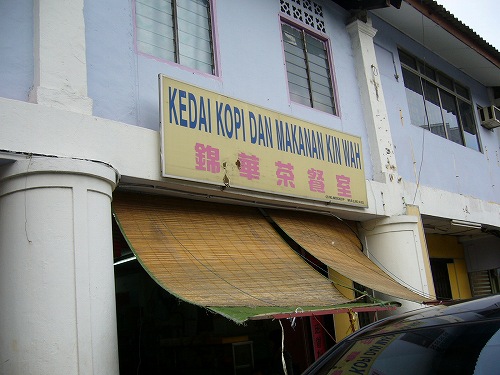 KEDAI KOPI DAN MAKANAN KIN WAH
錦華茶餐室